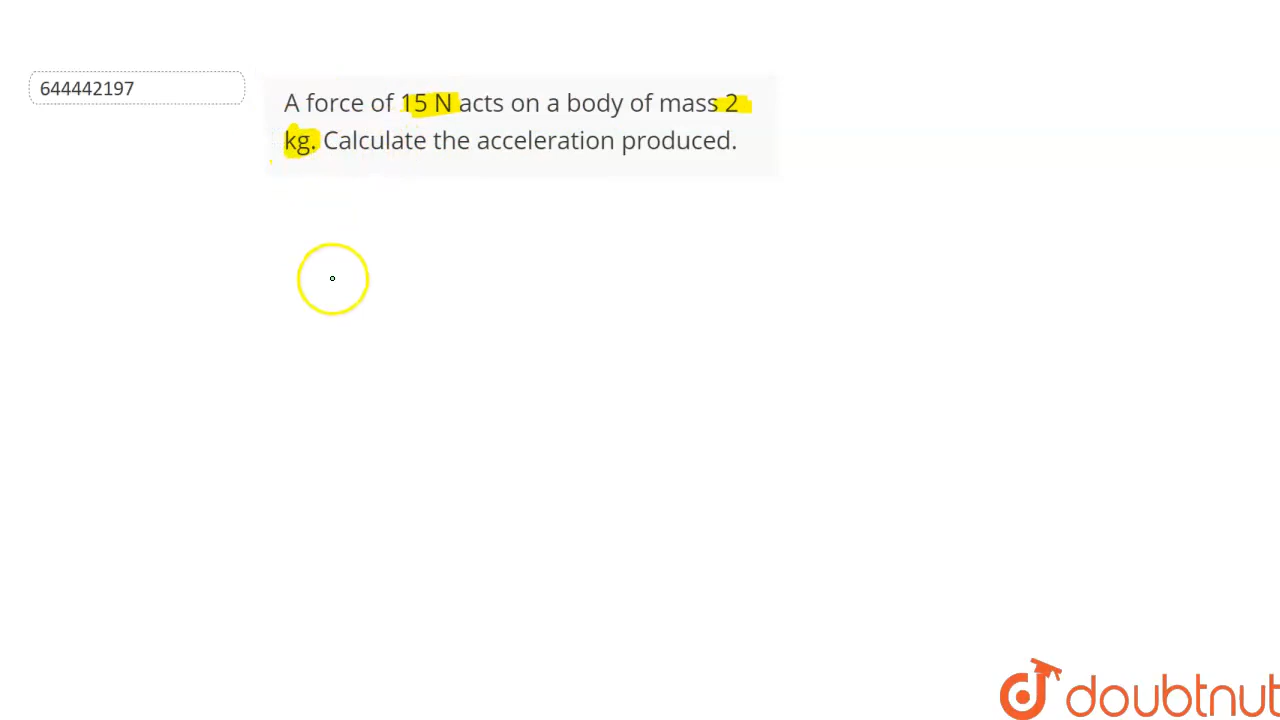 644442197
A force of 15 N acts on a body of mass 2
kg. Calculate the acceleration produced.
doubtnut